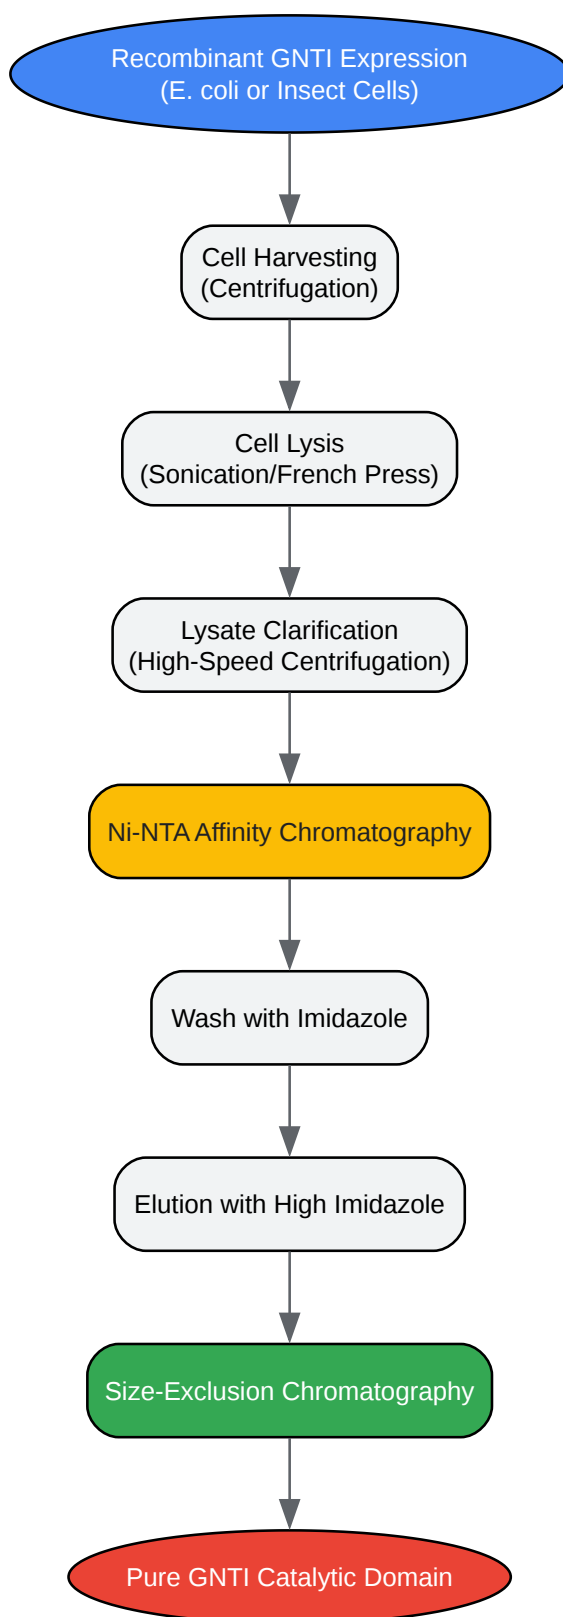 Recombinant GNTI Expression
(E. coli or Insect Cells)
Cell Harvesting
(Centrifugation)
Cell Lysis
(Sonication/French Press)
Lysate Clarification
(High-Speed Centrifugation)
Ni-NTA Affinity Chromatography
Wash with Imidazole
Elution with High Imidazole
Size-Exclusion Chromatography
Pure GNTI Catalytic Domain